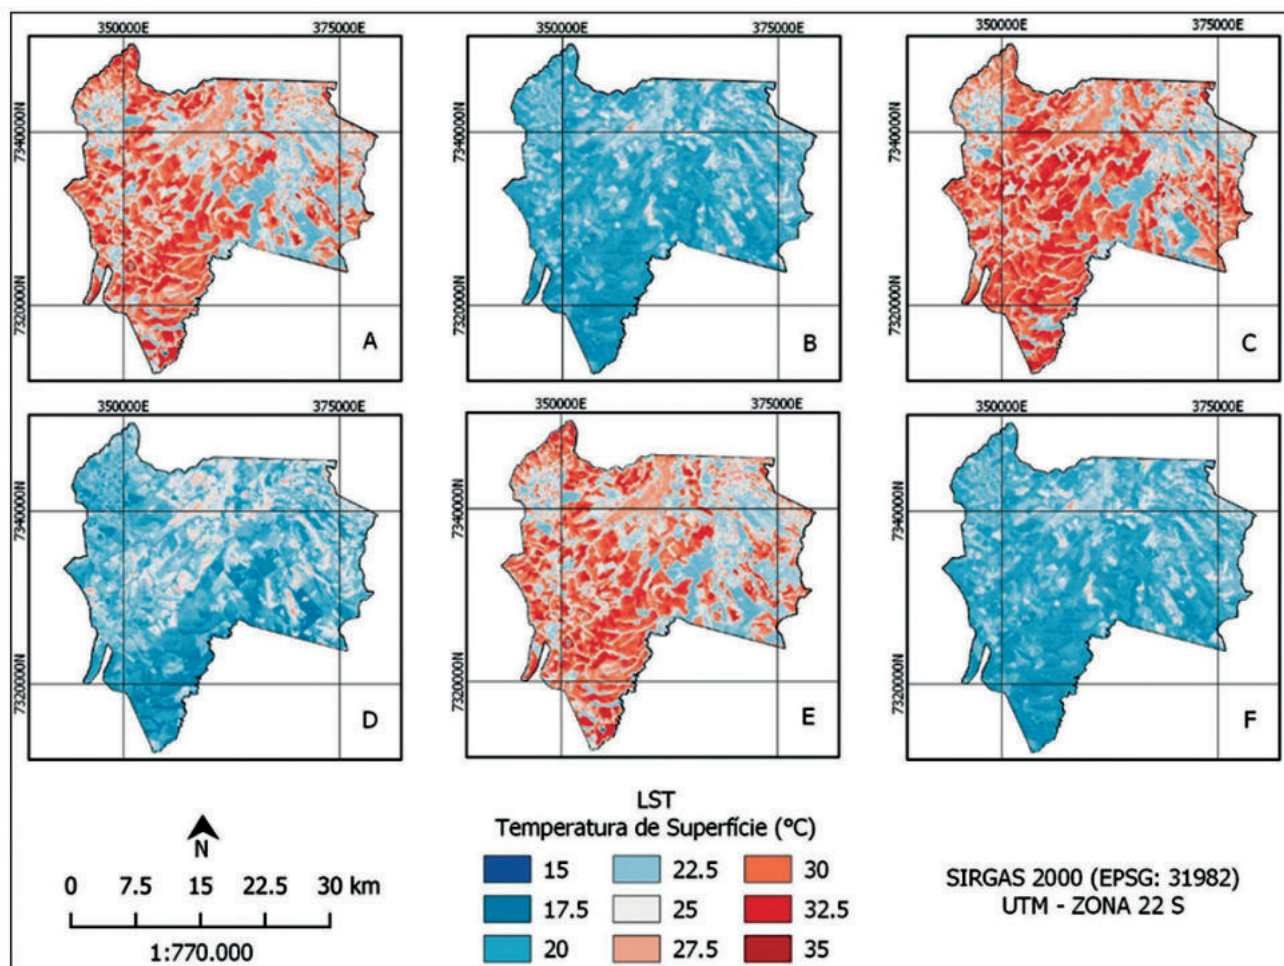 350000E 375000E 350000E 375000E 350000E 375000E
7340000N 7340000N 7340000N
7320000N 7320000N 7320000N
A B C
350000E 375000E 350000E 375000E 350000E 375000E
7340000N 7340000N 7340000N
7320000N 7320000N 7320000N
D E F
N
0 7.5 15 22.5 30 km
1:770.000
LST
Temperatura de Superfície (°C)
15 22.5 30
17.5 25 32.5
20 27.5 35
SIRGAS 2000 (EPSG: 31982)
UTM - ZONA 22 S